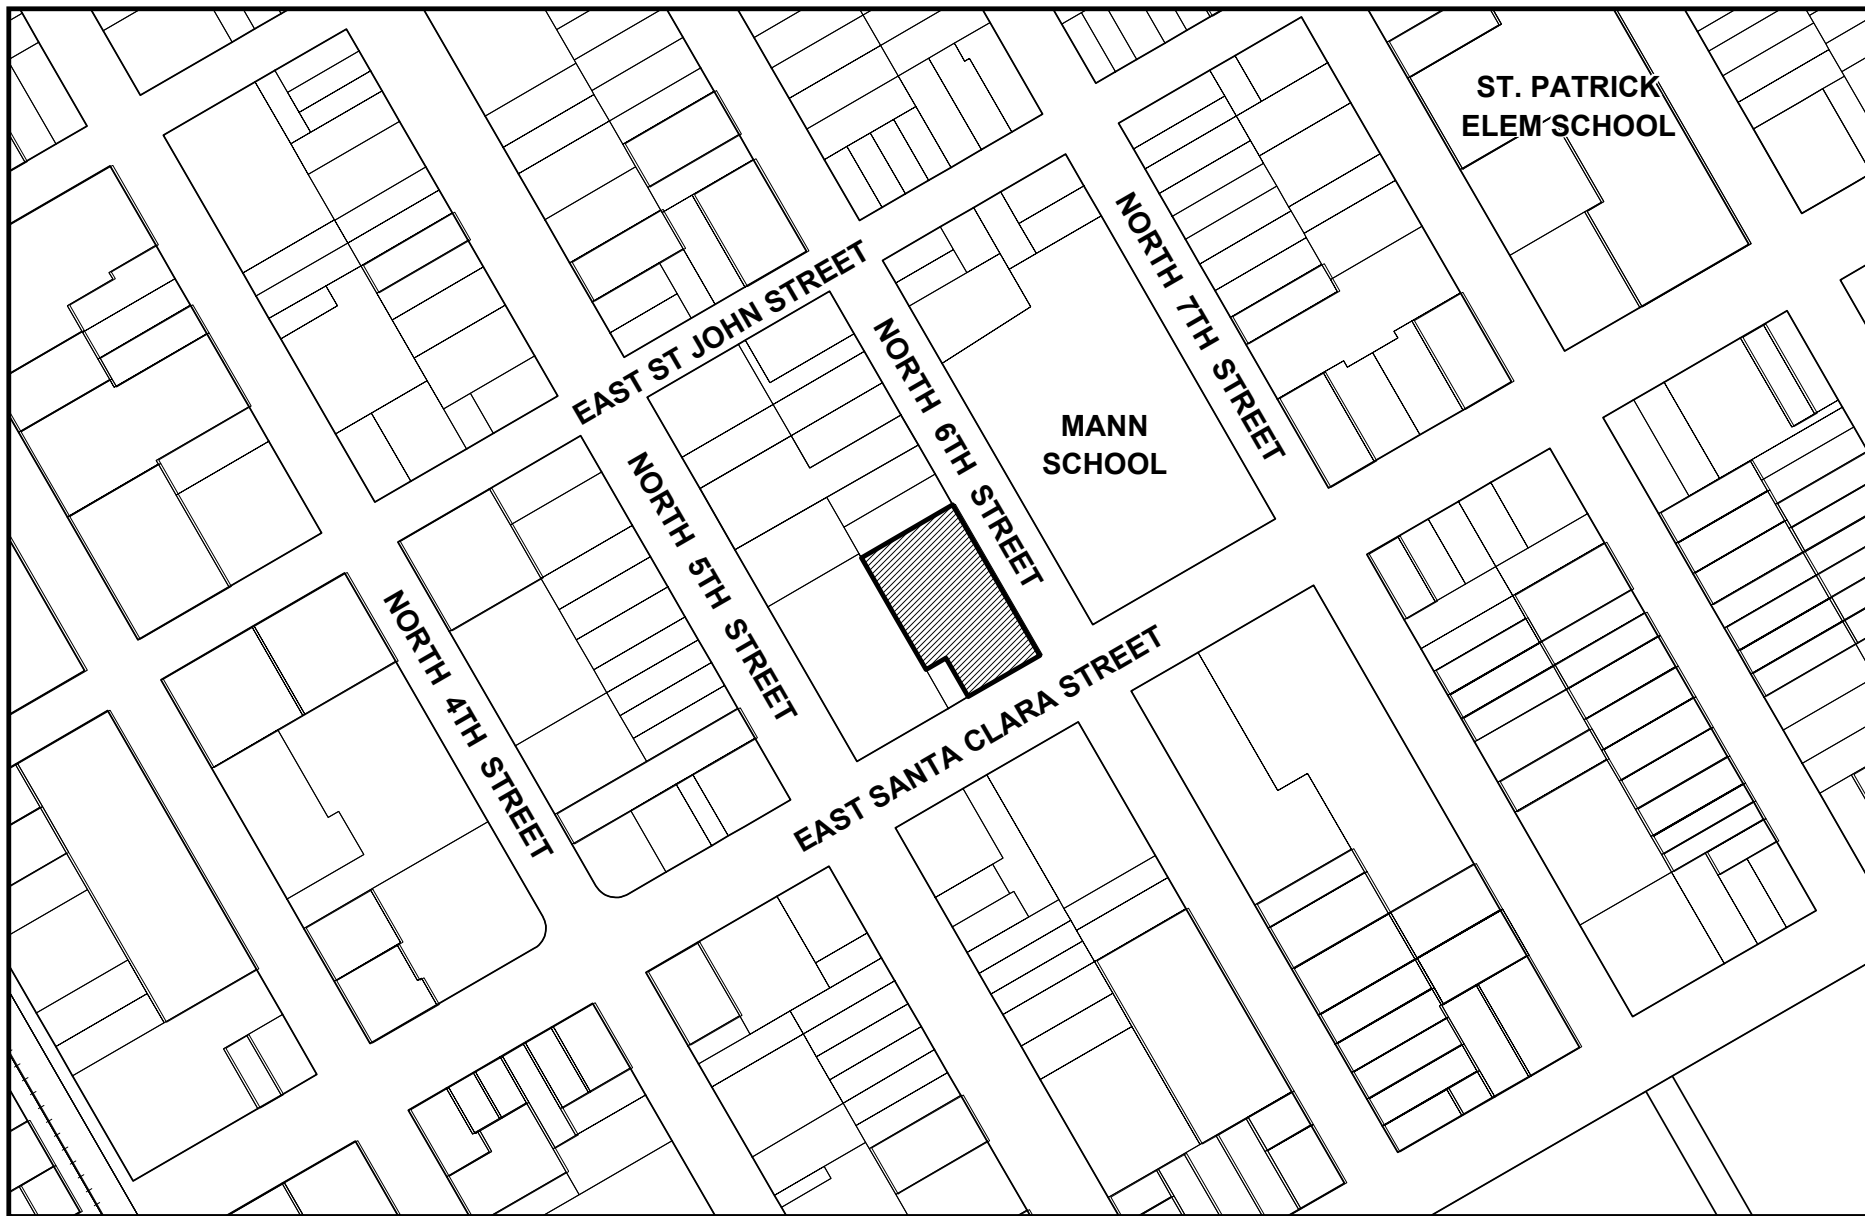 ST. PATRICK
ELEM SCHOOL
NORTH 7TH STREET
EAST ST JOHN STREET
NORTH 6TH STREET
MANN
SCHOOL
NORTH 5TH STREET
NORTH 4TH STREET
EAST SANTA CLARA STREET